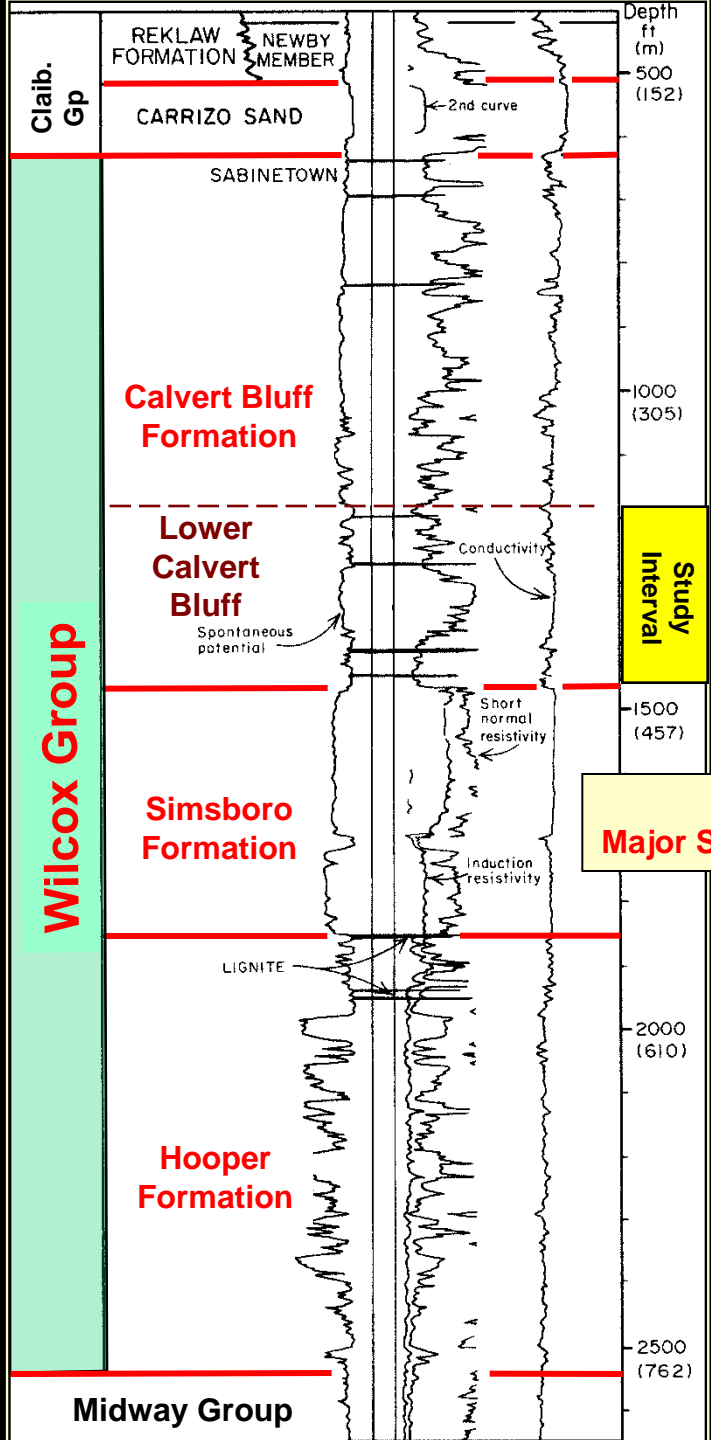 Depth
ft
(m)
REKLAW
FORMATION
NEWBY
MEMBER
500
(152)
Claib.
Gp
CARRIZO SAND
2nd curve
SABINETOWN
Calvert Bluff
Formation
1000
(305)
Lower
Calvert
Bluff
Conductivity
Study
Interval
Spontaneous
potential
Wilcox Group
1500
(457)
Short
normal
resistivity
Simsboro
Formation
Major S
Induction
resistivity
LIGNITE
2000
(610)
Hooper
Formation
2500
(762)
Midway Group